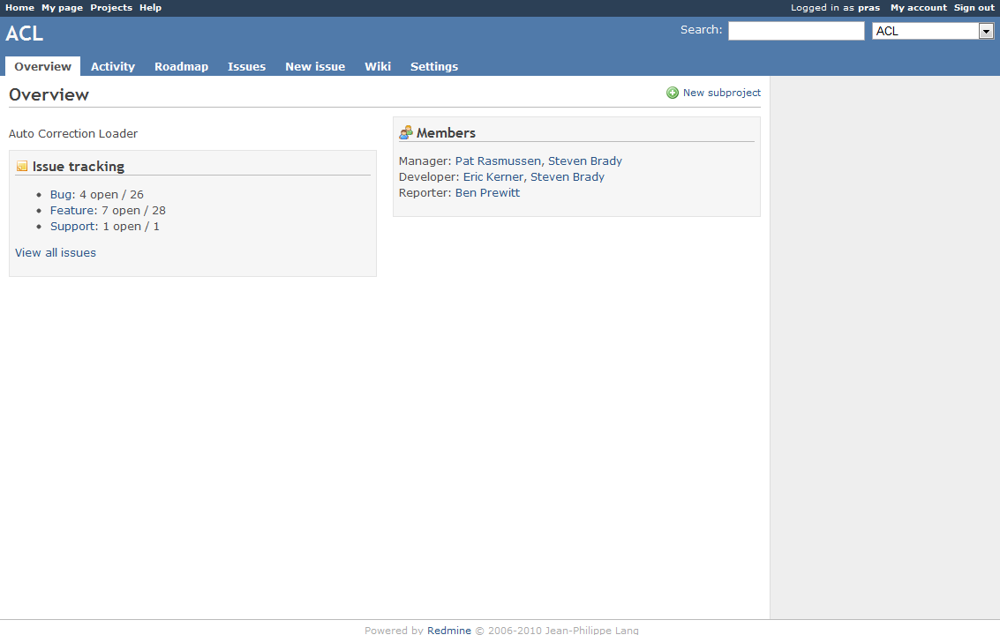 Home My page Projects Help Logged in as pras My account Sign out
ACL Search: ACL
Overview Activity Roadmap Issues New issue Wiki Settings
Overview New subproject
Auto Correction Loader
Issue tracking
Bug: 4 open / 26
Feature: 7 open / 28
Support: 1 open / 1
View all issues
Members
Manager: Pat Rasmussen, Steven Brady
Developer: Eric Kerner, Steven Brady
Reporter: Ben Prewitt
Powered by Redmine © 2006-2010 Jean-Philippe Lang